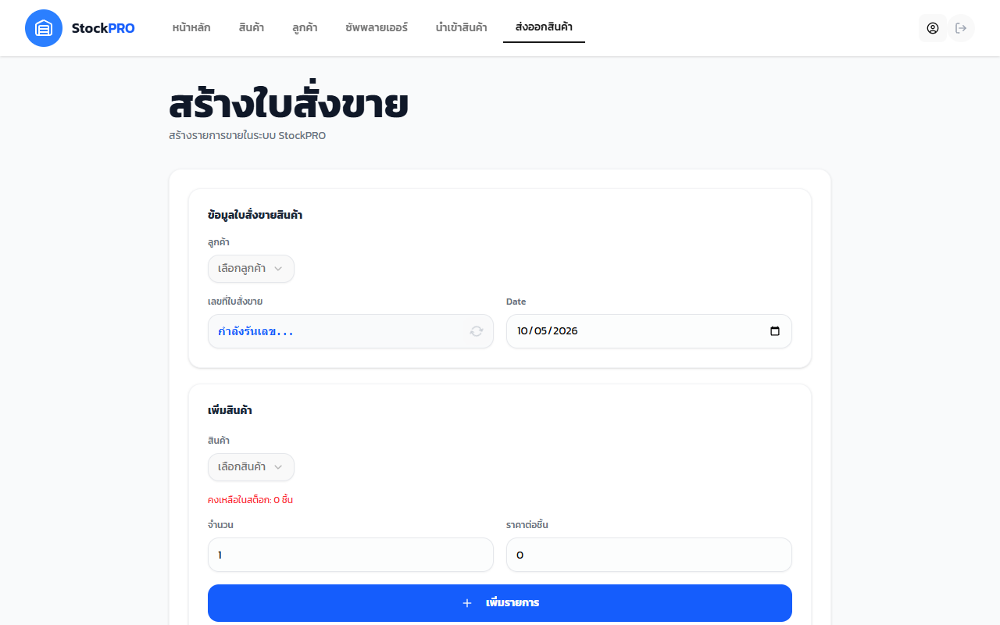 StockPRO
หน้าหลัก
สินค้า
ลูกค้า
ซัพพลายเออร์
นำเข้าสินค้า
ส่งออกสินค้า
สร้างใบสั่งขาย
สร้างรายการขายในระบบ StockPRO
ข้อมูลใบสั่งขายสินค้า
ลูกค้า
เลือกลูกค้า
เลขที่ใบสั่งขาย
Date
กำลังรันเลข...
10/05/2026
เพิ่มสินค้า
สินค้า
เลือกสินค้า
คงเหลือในสต็อก: 0 ชิ้น
จำนวน
ราคาต่อชิ้น
1
0
เพิ่มรายการ